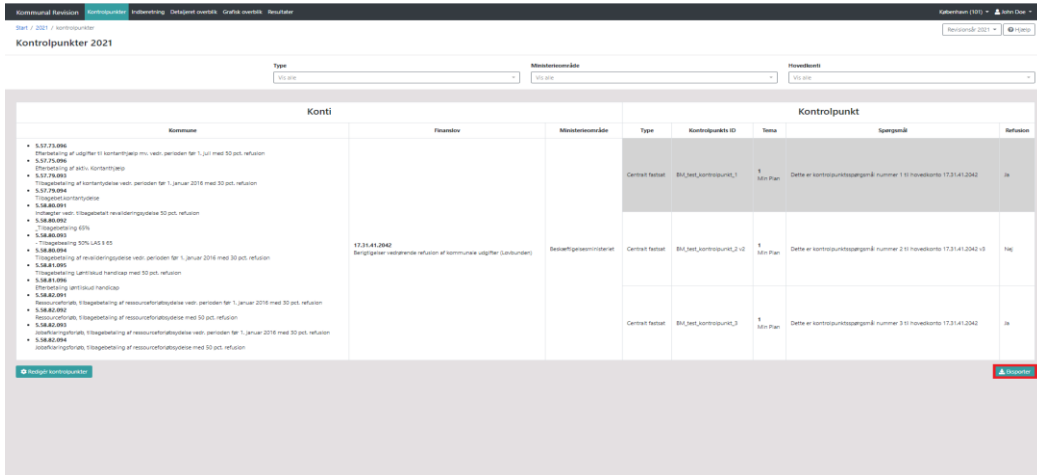 Kommunal Revision Kontrolpunkter Indberetning Detaljeret overblik Grafisk overblik Resultater København (101) John Doe
Start / 2021 / kontrolpunkter Revisionsår 2021 Hjælp
Kontrolpunkter 2021
Type Ministerieområde Hovedkonti
Vis alle Vis alle Vis alle
Konti Kontrolpunkt
Kommune Finanslov Ministerieområde Type Kontrolpunkts ID Tema Spørgsmål Refusion
5.57.73.096
Efterbetaling af udgifter til kontanthjælp mv. vedr. perioden før 1. juli med 50 pct. refusion
5.57.75.096
Efterbetaling af aktiv. Kontanthjælp
5.57.79.093
Tilbagebetaling af kontantydelse vedr. perioden før 1. januar 2016 med 30 pct. refusion
5.57.79.094
Tilbagebet.kontantydelse
5.58.80.091
Indtægter vedr. tilbagebetalt revalideringsydelse 50 pct. refusion
5.58.80.092
_Tilbagebetaling 65%
5.58.80.093
- Tilbagebetaling 50% LAS § 65
5.58.80.094
Tilbagebetaling af revalideringsydelse vedr. perioden før 1. januar 2016 med 30 pct. refusion
5.58.81.095
Tilbagebetaling Løntilskud handicap med 50 pct. refusion
5.58.81.096
Efterbetaling løntilskud handicap
5.58.82.091
Ressourceforløb, tilbagebetaling af ressourceforløbsydelse vedr. perioden før 1. januar 2016 med 30 pct. refusion
5.58.82.092
Ressourceforløb, tilbagebetaling af ressourceforløbsydelse med 50 pct. refusion
5.58.82.093
Jobafklaringsforløb, tilbagebetaling af ressourceforløbsydelse vedr. perioden før 1. januar 2016 med 30 pct. refusion
5.58.82.094
Jobafklaringsforløb, tilbagebetaling af ressourceforløbsydelse med 50 pct. refusion
17.31.41.2042
Berigtigelser vedrørende refusion af kommunale udgifter (Lovbunden)
Beskæftigelsesministeriet
Centralt fastsat BM_test_kontrolpunkt_1 1 Min Plan Dette er kontrolpunktsspørgsmål nummer 1 til hovedkonto 17.31.41.2042 Ja
Centralt fastsat BM_test_kontrolpunkt_2 v2 1 Min Plan Dette er kontrolpunktsspørgsmål nummer 2 til hovedkonto 17.31.41.2042 v3 Nej
Centralt fastsat BM_test_kontrolpunkt_3 1 Min Plan Dette er kontrolpunktsspørgsmål nummer 3 til hovedkonto 17.31.41.2042 Ja
Redigér kontrolpunkter Eksporter